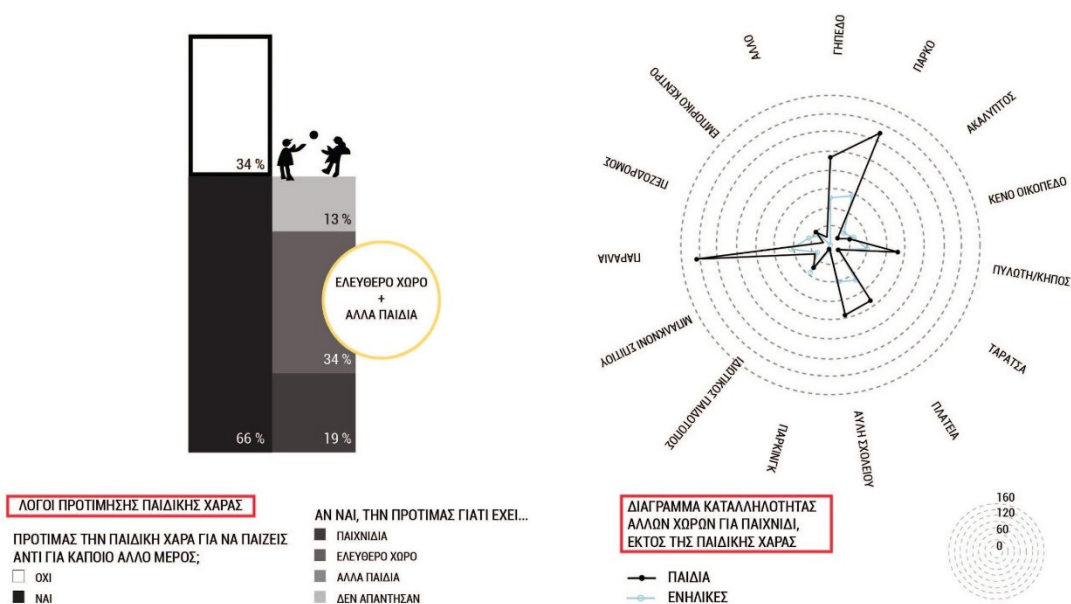 34 %
13 %
ΕΛΕΥΘΕΡΟ ΧΩΡΟ
+
ΑΛΛΑ ΠΑΙΔΙΑ
34 %
66 %
19 %
ΛΟΓΟΙ ΠΡΟΤΙΜΗΣΗΣ ΠΑΙΔΙΚΗΣ ΧΑΡΑΣ
ΠΡΟΤΙΜΑΣ ΤΗΝ ΠΑΙΔΙΚΗ ΧΑΡΑ ΓΙΑ ΝΑ ΠΑΙΖΕΙΣ
ΑΝΤΙ ΓΙΑ ΚΑΠΟΙΟ ΑΛΛΟ ΜΕΡΟΣ;
ΟΧΙ
ΝΑΙ
ΑΝ ΝΑΙ, ΤΗΝ ΠΡΟΤΙΜΑΣ ΓΙΑΤΙ ΕΧΕΙ...
ΠΑΙΧΝΙΔΙΑ
ΕΛΕΥΘΕΡΟ ΧΩΡΟ
ΑΛΛΑ ΠΑΙΔΙΑ
ΔΕΝ ΑΠΑΝΤΗΣΑΝ
ΓΗΠΕΔΟ
ΠΑΡΚΟ
ΑΚΑΛΥΠΤΟΣ
ΚΕΝΟ ΟΙΚΟΠΕΔΟ
ΠΥΛΩΤΗ/ΚΗΠΟΣ
ΤΑΡΑΤΣΑ
ΠΛΑΤΕΙΑ
ΑΥΛΗ ΣΧΟΛΕΙΟΥ
ΠΑΡΚΙΝΓΚ
ΙΔΙΩΤΙΚΟΣ ΠΑΙΔΟΤΟΠΟΣ
ΜΠΑΛΚΝΟΝΙ ΣΠΙΤΙΟΥ
ΠΑΡΑΛΙΑ
ΠΕΖΟΔΡΟΜΟΣ
ΕΜΠΟΡΙΚΟ ΚΕΝΤΡΟ
ΑΛΛΟ
ΔΙΑΓΡΑΜΜΑ ΚΑΤΑΛΛΗΛΟΤΗΤΑΣ
ΑΛΛΩΝ ΧΩΡΩΝ ΓΙΑ ΠΑΙΧΝΙΔΙ,
ΕΚΤΟΣ ΤΗΣ ΠΑΙΔΙΚΗΣ ΧΑΡΑΣ
ΠΑΙΔΙΑ
ΕΝΗΛΙΚΕΣ
160
120
60
0